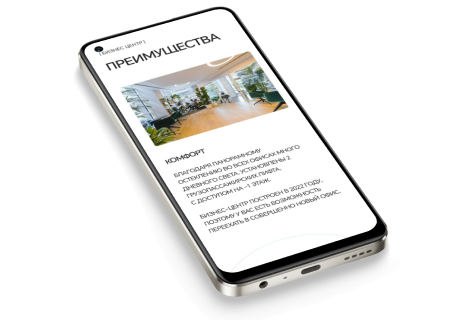 ( БИЗНЕС ЦЕНТР )
ПРЕИМУЩЕСТВА
КОМФОРТ
БЛАГОДАРЯ ПАНОРАМНОМУ
ОСТЕКЛЕНИЮ ВО ВСЕХ ОФИСАХ МНОГО
ДНЕВНОГО СВЕТА, УСТАНОВЛЕНЫ 2
ГРУЗОПАССАЖИРСКИХ ЛИФТА,
С ДОСТУПОМ НА -1 ЭТАЖ.
БИЗНЕС-ЦЕНТР ПОСТРОЕН В 2022 ГОДУ,
ПОЭТОМУ У ВАС ЕСТЬ ВОЗМОЖНОСТЬ
ПЕРЕЕХАТЬ В СОВЕРШЕННО НОВЫЙ ОФИС.